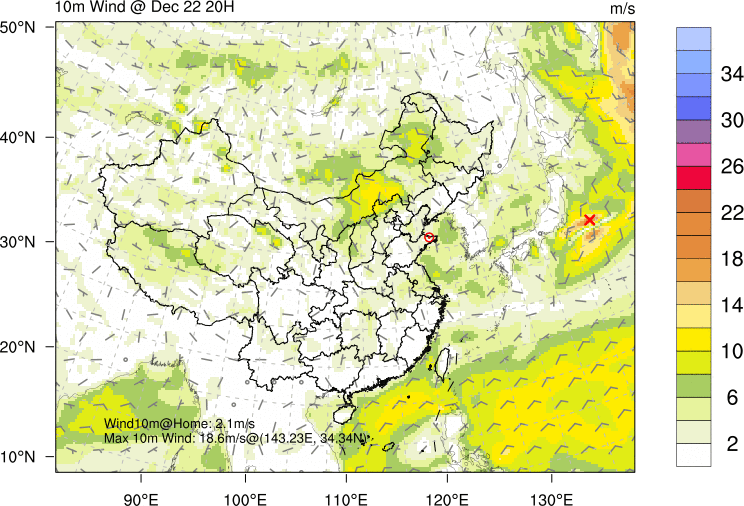 10m Wind @ Dec 22 20H
m/s
50°N
40°N
30°N
20°N
10°N
34
30
26
22
18
14
10
6
2
Wind10m@Home: 2.1m/s
Max 10m Wind: 18.6m/s@(143.23E, 34.34N)
90°E
100°E
110°E
120°E
130°E